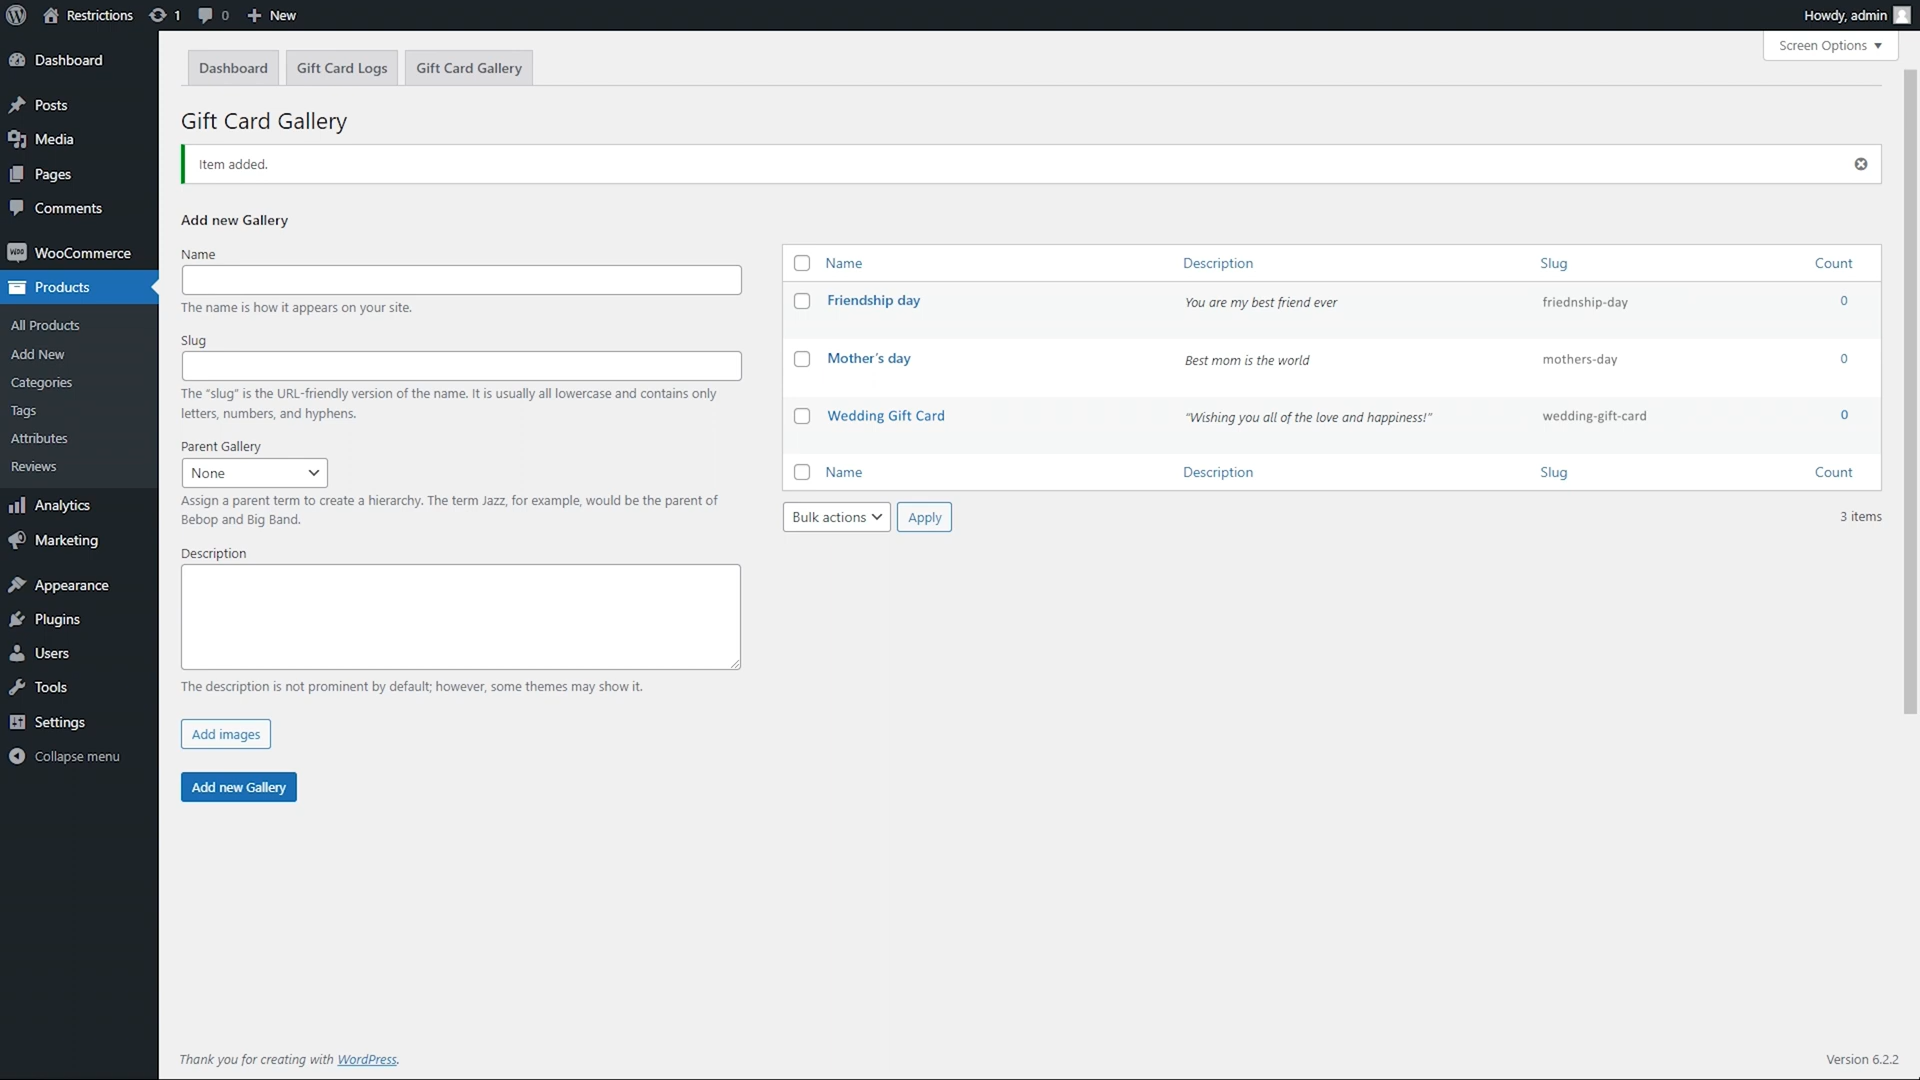 Restrictions 1 0 New Howdy, admin
Screen Options
Dashboard
Posts
Media
Pages
Comments
WooCommerce
Products
All Products
Add New
Categories
Tags
Attributes
Reviews
Analytics
Marketing
Appearance
Plugins
Users
Tools
Settings
Collapse menu
Dashboard Gift Card Logs Gift Card Gallery
Gift Card Gallery
Item added.
Add new Gallery
Name
The name is how it appears on your site.
Slug
The “slug” is the URL-friendly version of the name. It is usually all lowercase and contains only
letters, numbers, and hyphens.
Parent Gallery
None
Assign a parent term to create a hierarchy. The term Jazz, for example, would be the parent of
Bebop and Big Band.
Description
The description is not prominent by default; however, some themes may show it.
Add images
Add new Gallery
Name Description Slug Count
Friendship day You are my best friend ever friednship-day 0
Mother’s day Best mom is the world mothers-day 0
Wedding Gift Card “Wishing you all of the love and happiness!” wedding-gift-card 0
Name Description Slug Count
Bulk actions Apply 3 items
Thank you for creating with WordPress. Version 6.2.2